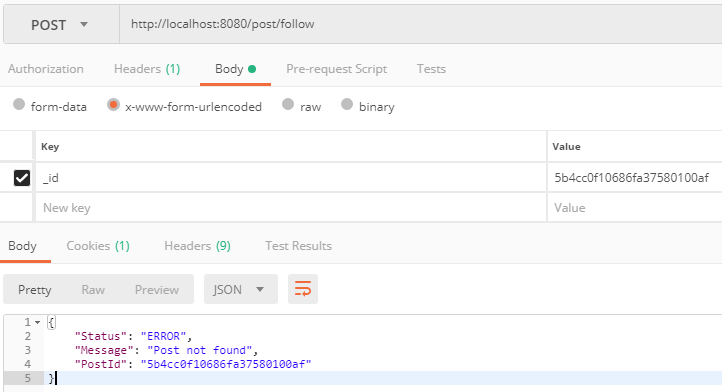 POST http://localhost:8080/post/follow
Authorization Headers (1) Body Pre-request Script Tests
form-data x-www-form-urlencoded raw binary
Key Value
_id 5b4cc0f10686fa37580100af
New key Value
Body Cookies (1) Headers (9) Test Results
Pretty Raw Preview JSON
1 {
2 "Status": "ERROR",
3 "Message": "Post not found",
4 "PostId": "5b4cc0f10686fa37580100af"
5 }